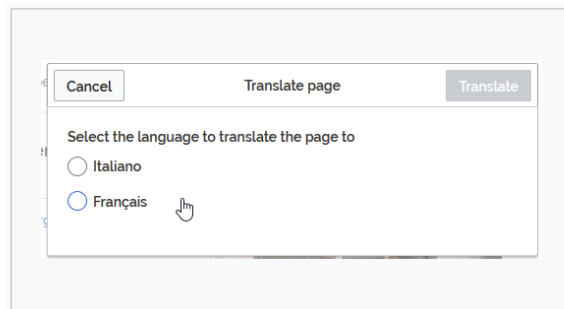 Cancel
Translate page
Translate
Select the language to translate the page to
Italiano
Français